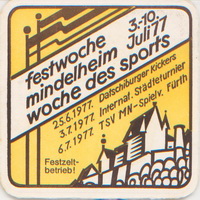 festwoche
mindelheim
woche des sports
3.-10.
Juli 77
25.6.1977. Datschiburger Kickers
3.7.1977. Internat. Städteturnier
6.7.1977. TSV MN-Spielv. Fürth
Festzelt-
betrieb!